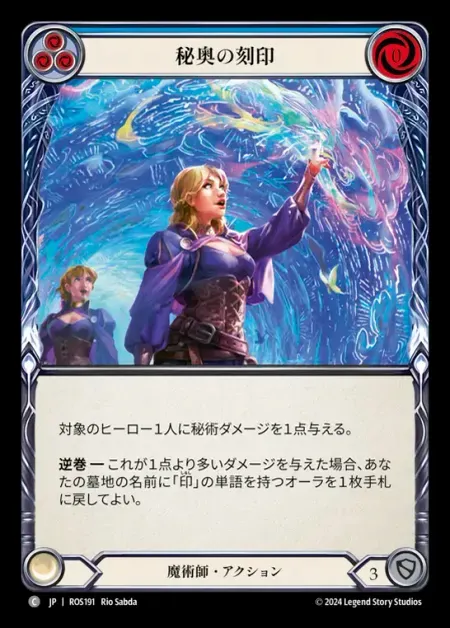 秘奥の刻印
0
対象のヒーロー1人に秘術ダメージを1点与える。
逆巻 ー これが1点より多いダメージを与えた場合、あな
たの墓地の名前に「印」の単語を持つオーラを1枚手札
に戻してよい。
魔術師・アクション
3
C JP | ROS191 Rio Sabda
© 2024 Legend Story Studios